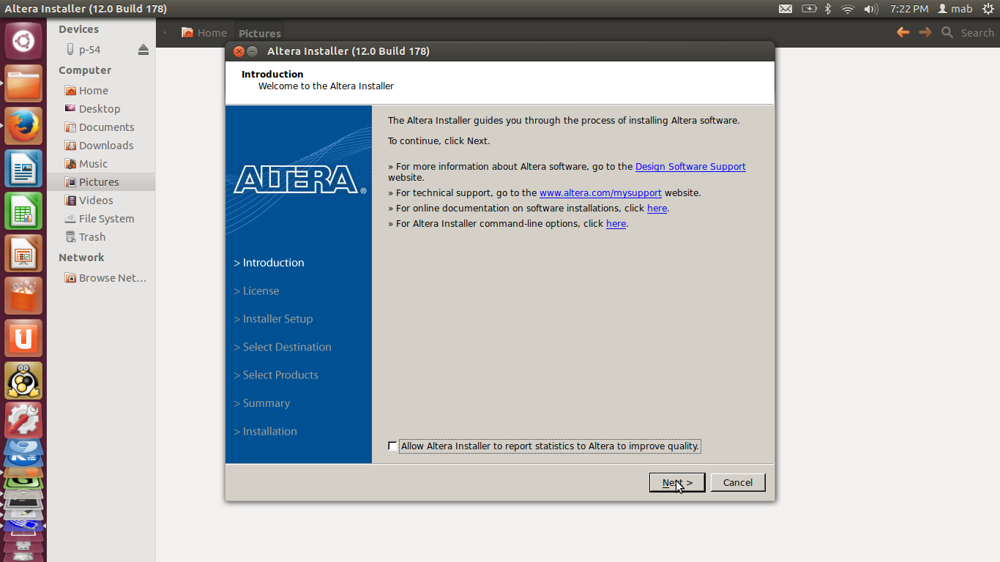 Altera Installer (12.0 Build 178)
7:22 PM
mab
Devices
p-54
Computer
Home
Desktop
Documents
Downloads
Music
Pictures
Videos
File System
Trash
Network
Browse Net...
Home
Pictures
Search
Altera Installer (12.0 Build 178)
Introduction
Welcome to the Altera Installer
ALTERA®
> Introduction
> License
> Installer Setup
> Select Destination
> Select Products
> Summary
> Installation
The Altera Installer guides you through the process of installing Altera software.
To continue, click Next.
» For more information about Altera software, go to the Design Software Support
website.
» For technical support, go to the www.altera.com/mysupport website.
» For online documentation on software installations, click here.
» For Altera Installer command-line options, click here.
Allow Altera Installer to report statistics to Altera to improve quality.
Next >
Cancel